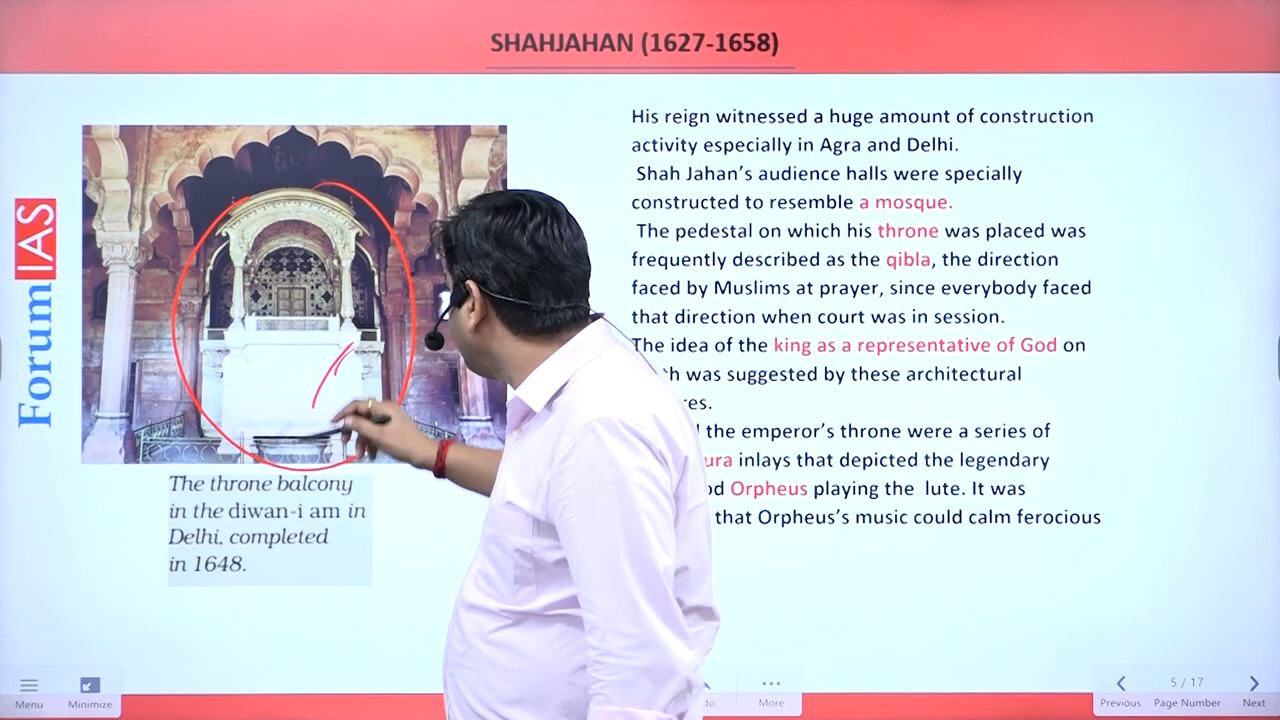 SHAHJAHAN (1627-1658)
Forum IAS
His reign witnessed a huge amount of construction
activity especially in Agra and Delhi.
Shah Jahan's audience halls were specially
constructed to resemble a mosque.
The pedestal on which his throne was placed was
frequently described as the qibla, the direction
faced by Muslims at prayer, since everybody faced
that direction when court was in session.
The idea of the king as a representative of God on
was suggested by these architectural
the emperor's throne were a series of
inlays that depicted the legendary
Orpheus playing the lute. It was
that Orpheus's music could calm ferocious
The throne balcony
in the diwan-i am in
Delhi, completed
in 1648.
Menu
Minimize
More
5 / 17
Previous
Page Number
Next